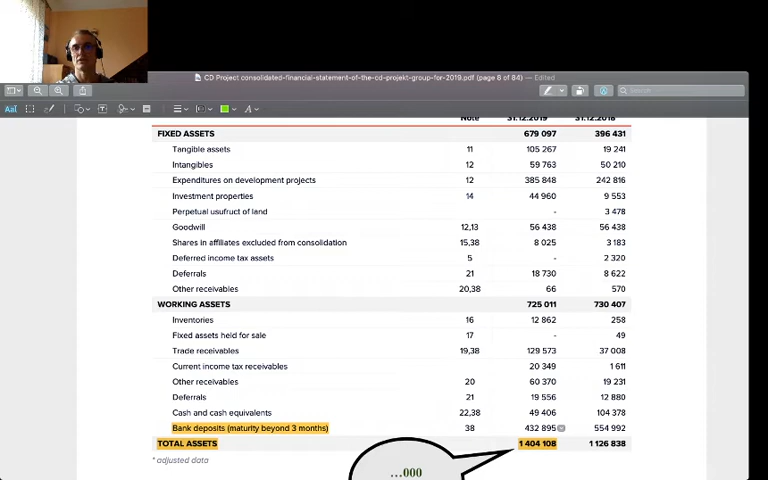 CD Project consolidated-financial-statement-of-the-cd-projekt-group-for-2019.pdf (page 8 of 84) — Edited
Search
Note 31.12.2019 31.12.2018
FIXED ASSETS 679 097 396 431
Tangible assets 11 105 267 19 241
Intangibles 12 59 763 50 210
Expenditures on development projects 12 385 848 242 816
Investment properties 14 44 960 9 553
Perpetual usufruct of land - 3 478
Goodwill 12,13 56 438 56 438
Shares in affiliates excluded from consolidation 15,38 8 025 3 183
Deferred income tax assets 5 - 2 320
Deferrals 21 18 730 8 622
Other receivables 20,38 66 570
WORKING ASSETS 725 011 730 407
Inventories 16 12 862 258
Fixed assets held for sale 17 - 49
Trade receivables 19,38 129 573 37 008
Current income tax receivables 20 349 1 611
Other receivables 20 60 370 19 231
Deferrals 21 19 556 12 880
Cash and cash equivalents 22,38 49 406 104 378
Bank deposits (maturity beyond 3 months) 38 432 895 554 992
TOTAL ASSETS 1 404 108 1 126 838
* adjusted data
...000